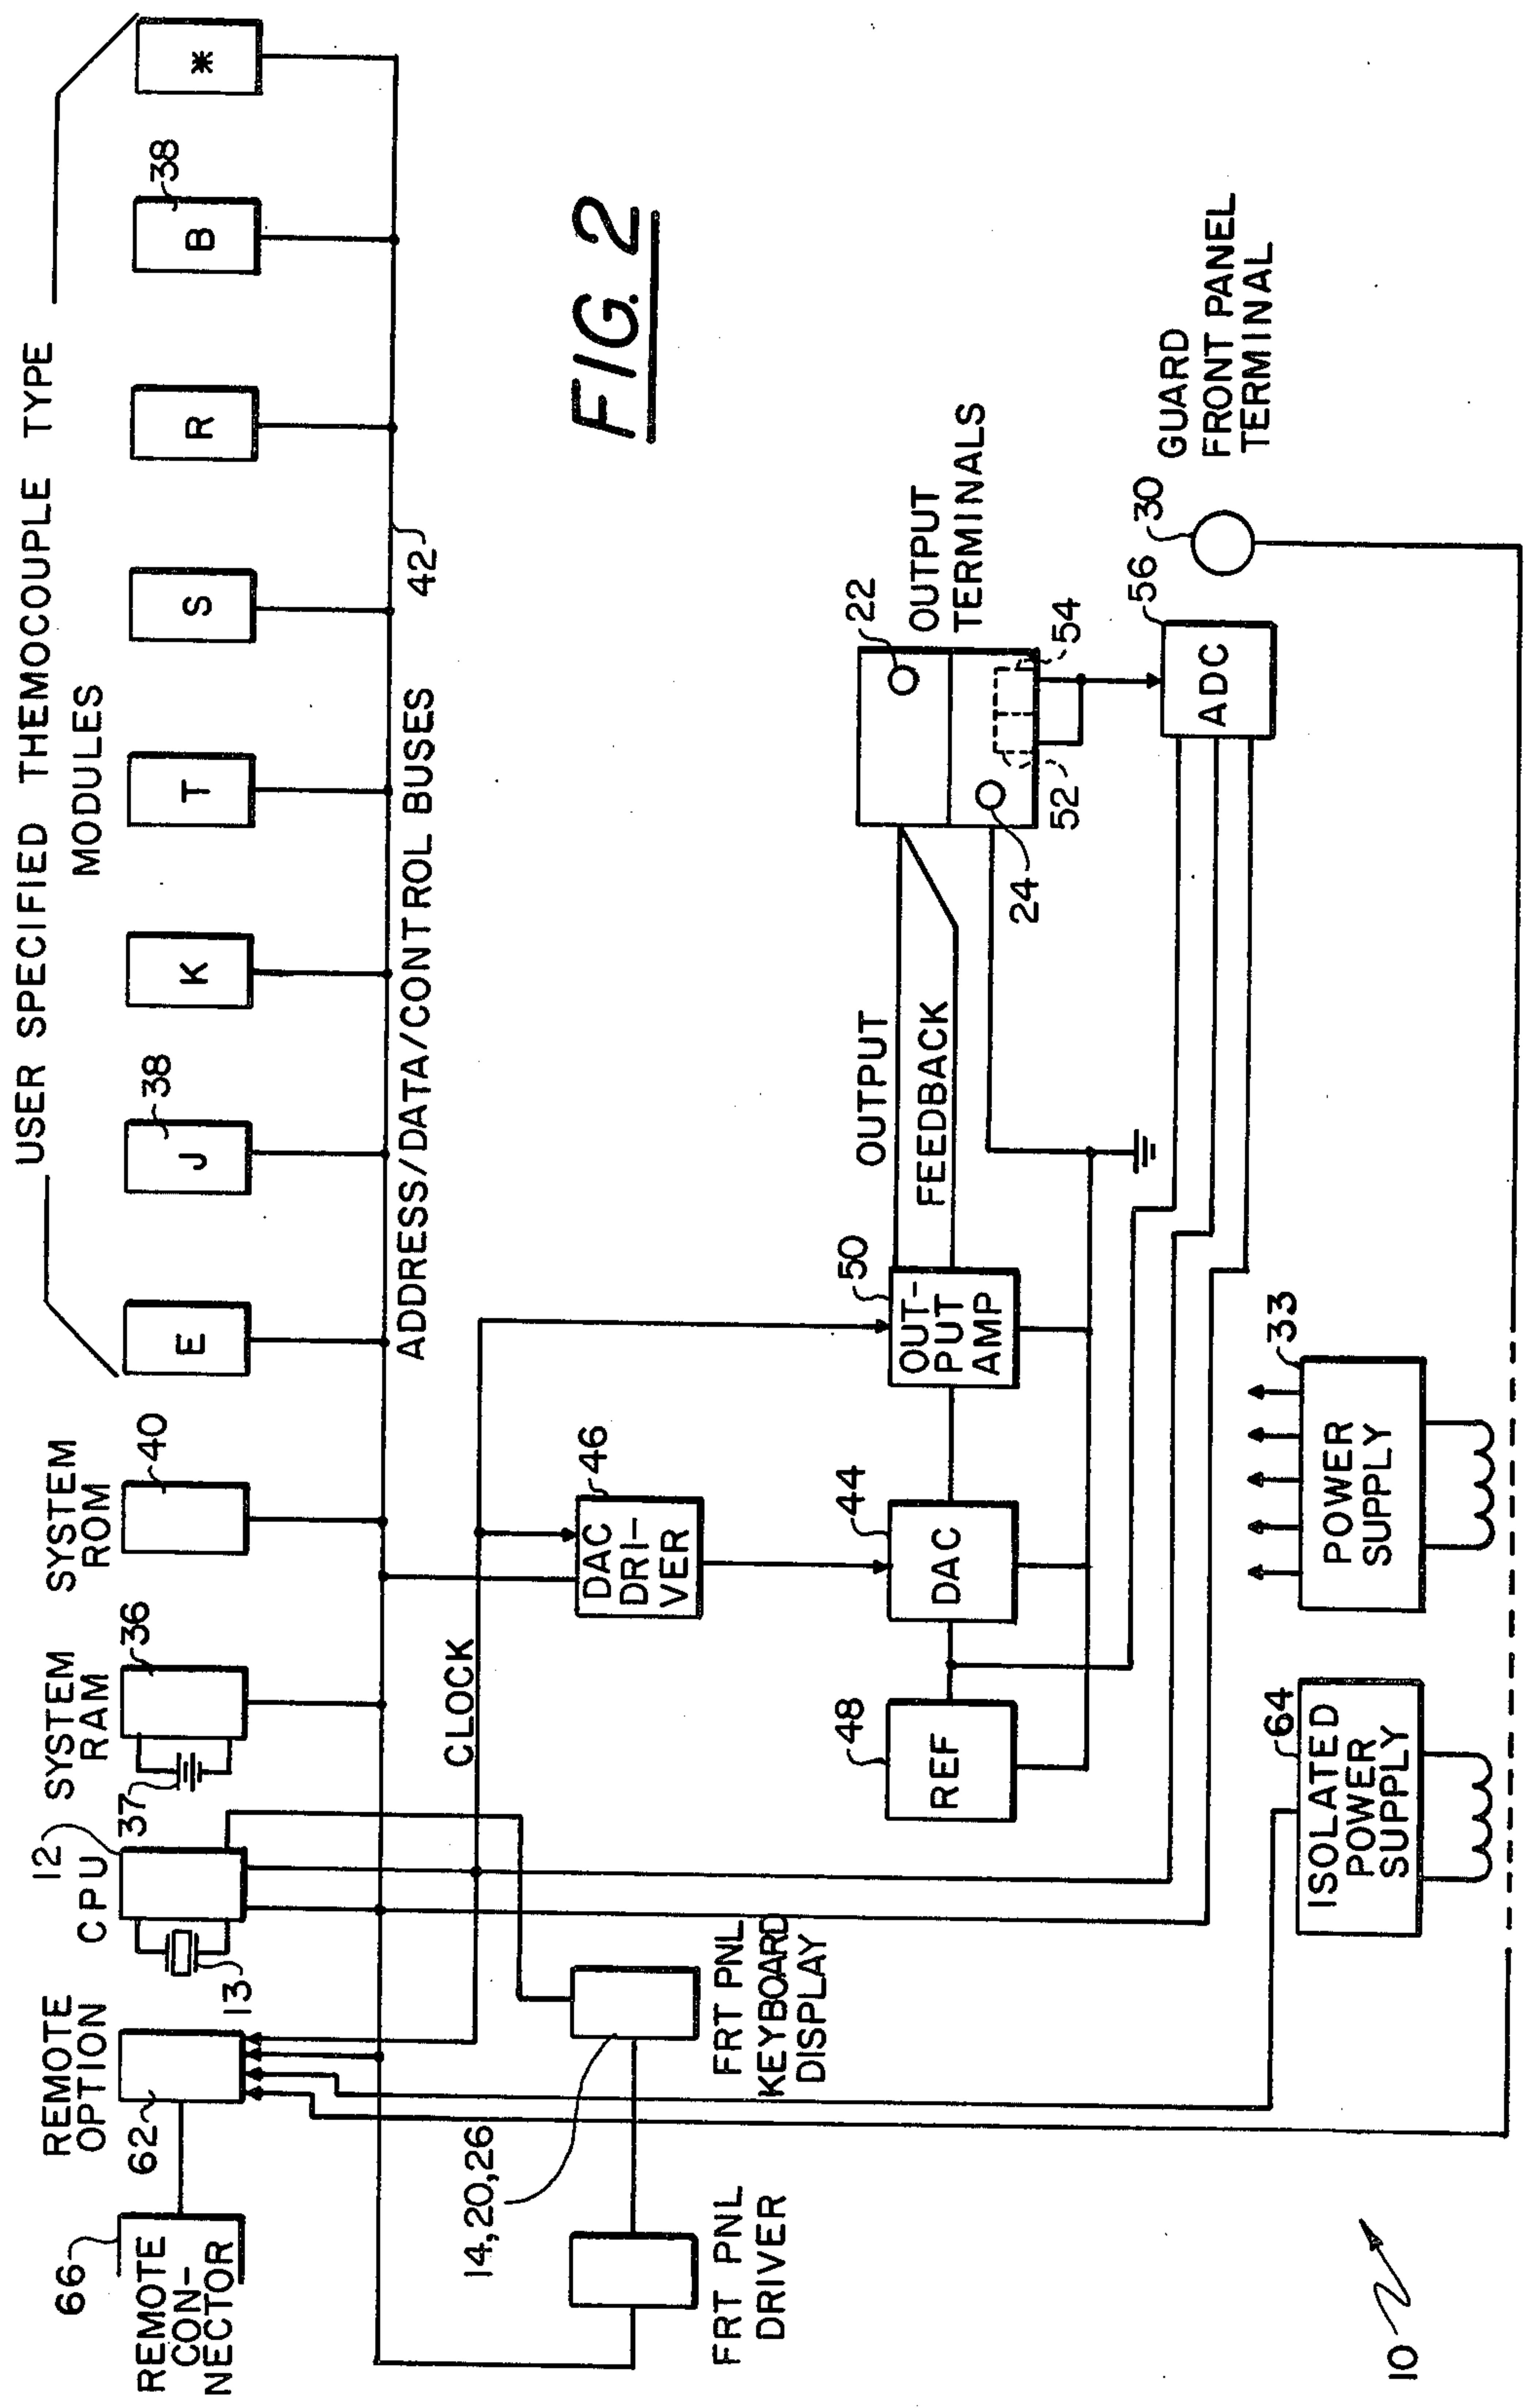 USER SPECIFIED THEMOCOUPLE TYPE
MODULES
REMOTE
CON-
NECTOR
66
REMOTE
OPTION
62
CPU
12
13
SYSTEM
RAM
36
37
SYSTEM
ROM
40
E
J
38
K
T
S
R
B
38
*
ADDRESS/DATA/CONTROL BUSES
42
CLOCK
14,20,26
FRT PNL
DRIVER
FRT PNL
KEYBOARD
DISPLAY
DAC
DRI-
VER
46
FIG. 2
REF
48
DAC
44
OUT-
PUT
AMP
50
OUTPUT
FEEDBACK
22
24
52
54
OUTPUT
TERMINALS
ADC
56
30
GUARD
FRONT PANEL
TERMINAL
ISOLATED
POWER
SUPPLY
64
POWER
SUPPLY
33
10